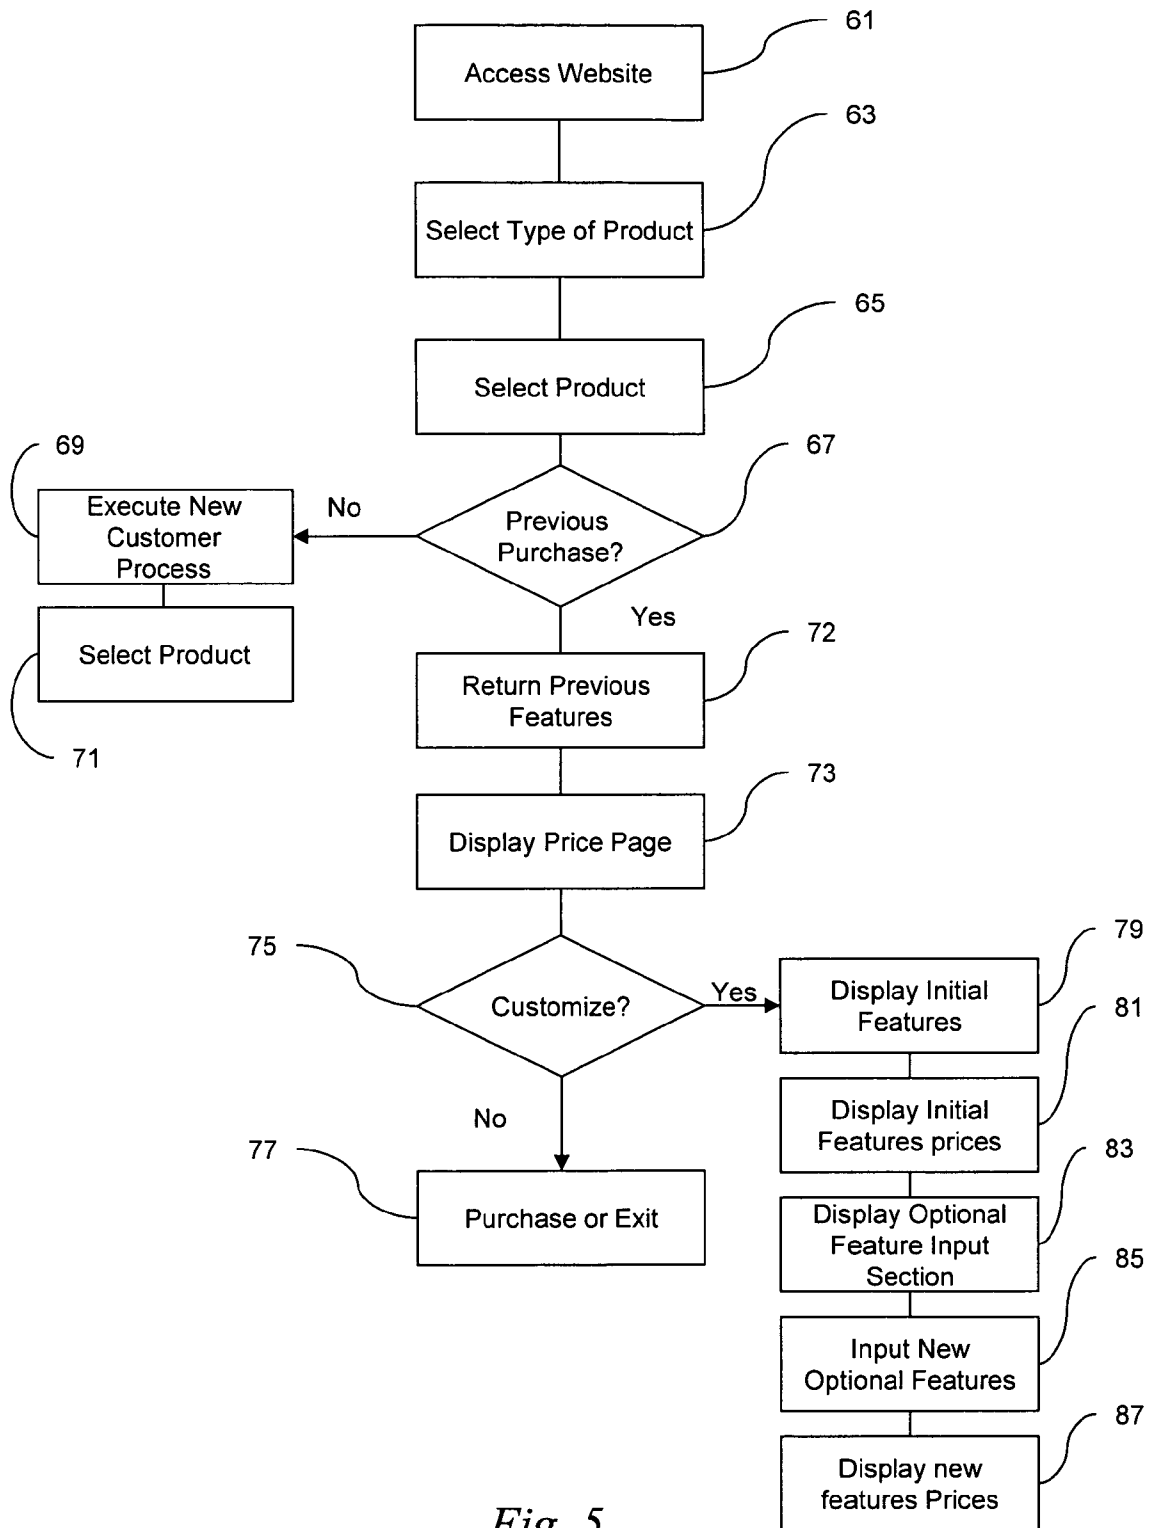 61
Access Website
63
Select Type of Product
65
Select Product
69
67
Execute New
Customer
Process
No
Previous
Purchase?
Yes
72
Select Product
Return Previous
Features
71
73
Display Price Page
75
79
Customize?
Yes
Display Initial
Features
81
No
Display Initial
Features prices
77
83
Purchase or Exit
Display Optional
Feature Input
Section
85
Input New
Optional Features
87
Display new
features Prices
Fig. 5